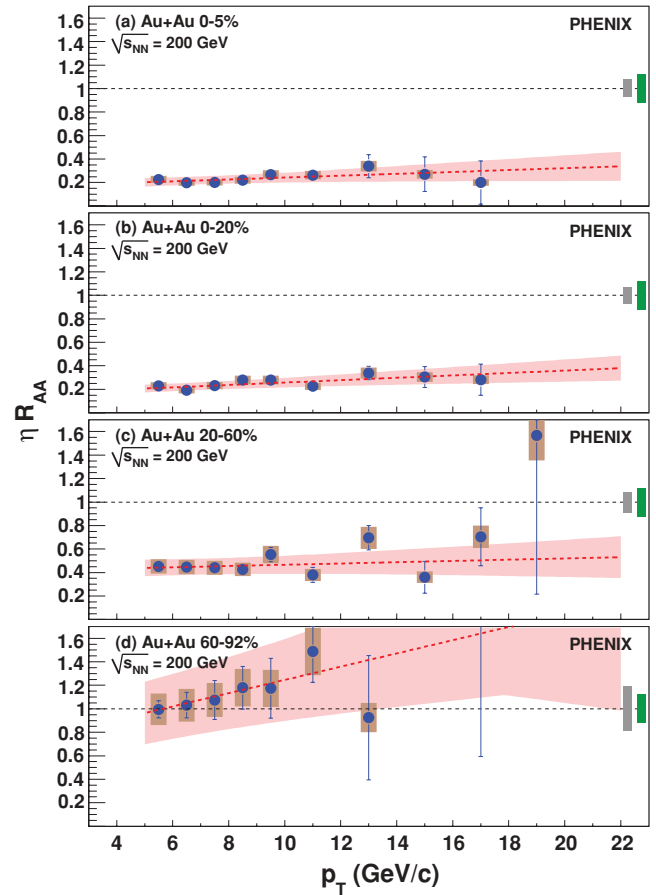 (a) Au+Au 0-5% PHENIX
√sNN = 200 GeV
1.6
1.4
1.2
1
0.8
0.6
0.4
0.2
(b) Au+Au 0-20% PHENIX
√sNN = 200 GeV
1.6
1.4
1.2
1
0.8
0.6
0.4
0.2
η RAA
(c) Au+Au 20-60% PHENIX
√sNN = 200 GeV
1.6
1.4
1.2
1
0.8
0.6
0.4
0.2
(d) Au+Au 60-92% PHENIX
√sNN = 200 GeV
1.6
1.4
1.2
1
0.8
0.6
0.4
0.2
4 6 8 10 12 14 16 18 20 22
pT (GeV/c)